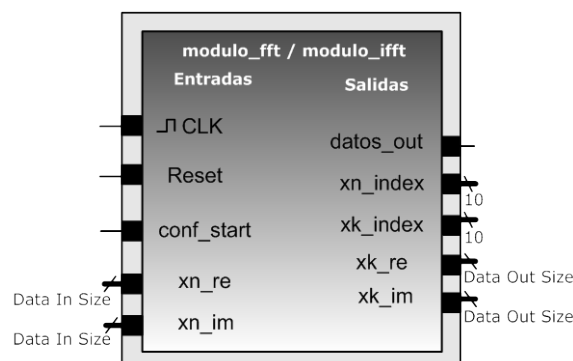 modulo_fft / modulo_ifft
Entradas
Salidas
CLK
Reset
conf_start
xn_re
xn_im
Data In Size
Data In Size
datos_out
xn_index
xk_index
xk_re
xk_im
10
10
Data Out Size
Data Out Size